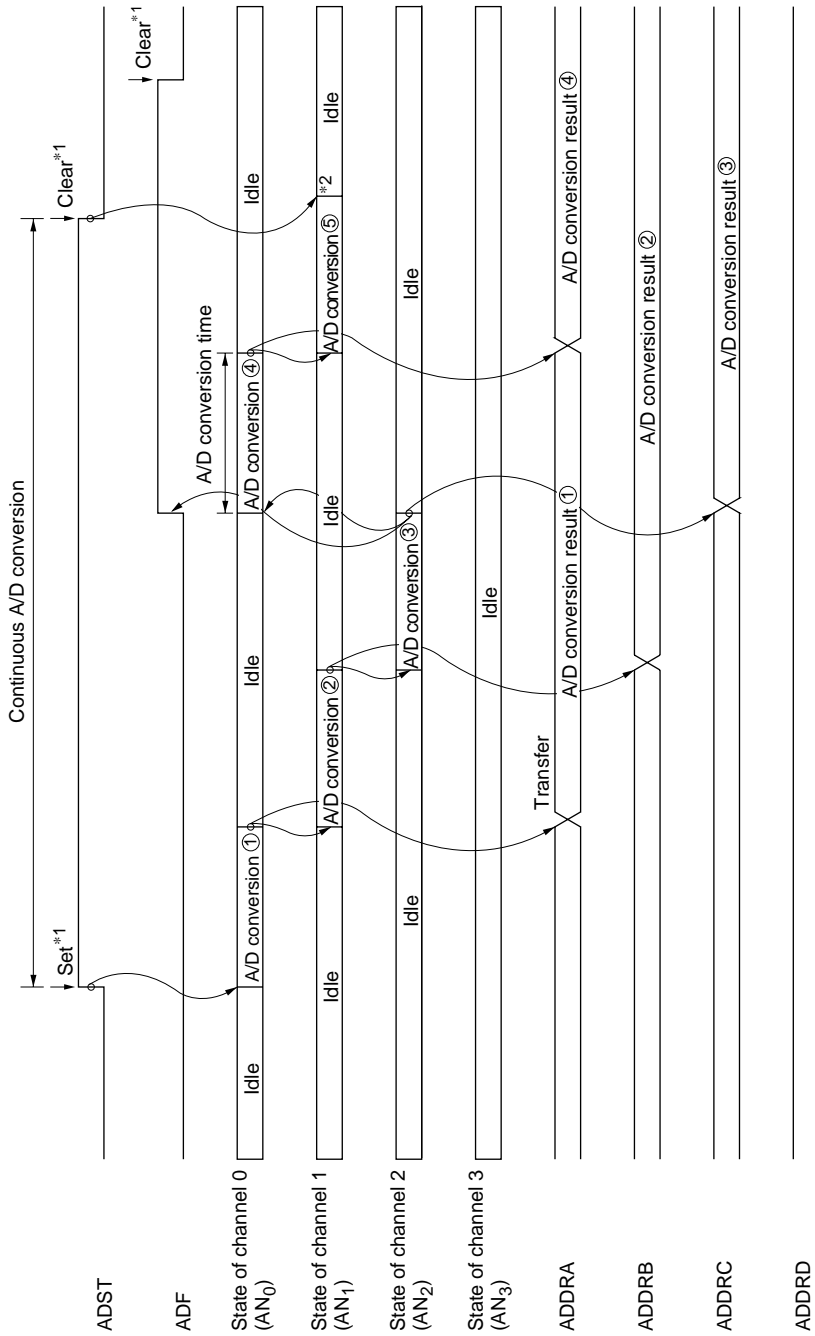 Continuous A/D conversion
Set*1
Clear*1
ADST
Clear*1
ADF
A/D conversion time
State of channel 0
(AN0)
Idle
A/D conversion ①
Idle
A/D conversion ④
Idle
State of channel 1
(AN1)
Idle
A/D conversion ②
Idle
A/D conversion ⑤
*2
Idle
State of channel 2
(AN2)
Idle
A/D conversion ③
Idle
State of channel 3
(AN3)
Idle
Transfer
ADDRA
A/D conversion result ①
A/D conversion result ④
ADDRB
A/D conversion result ②
ADDRC
A/D conversion result ③
ADDRD